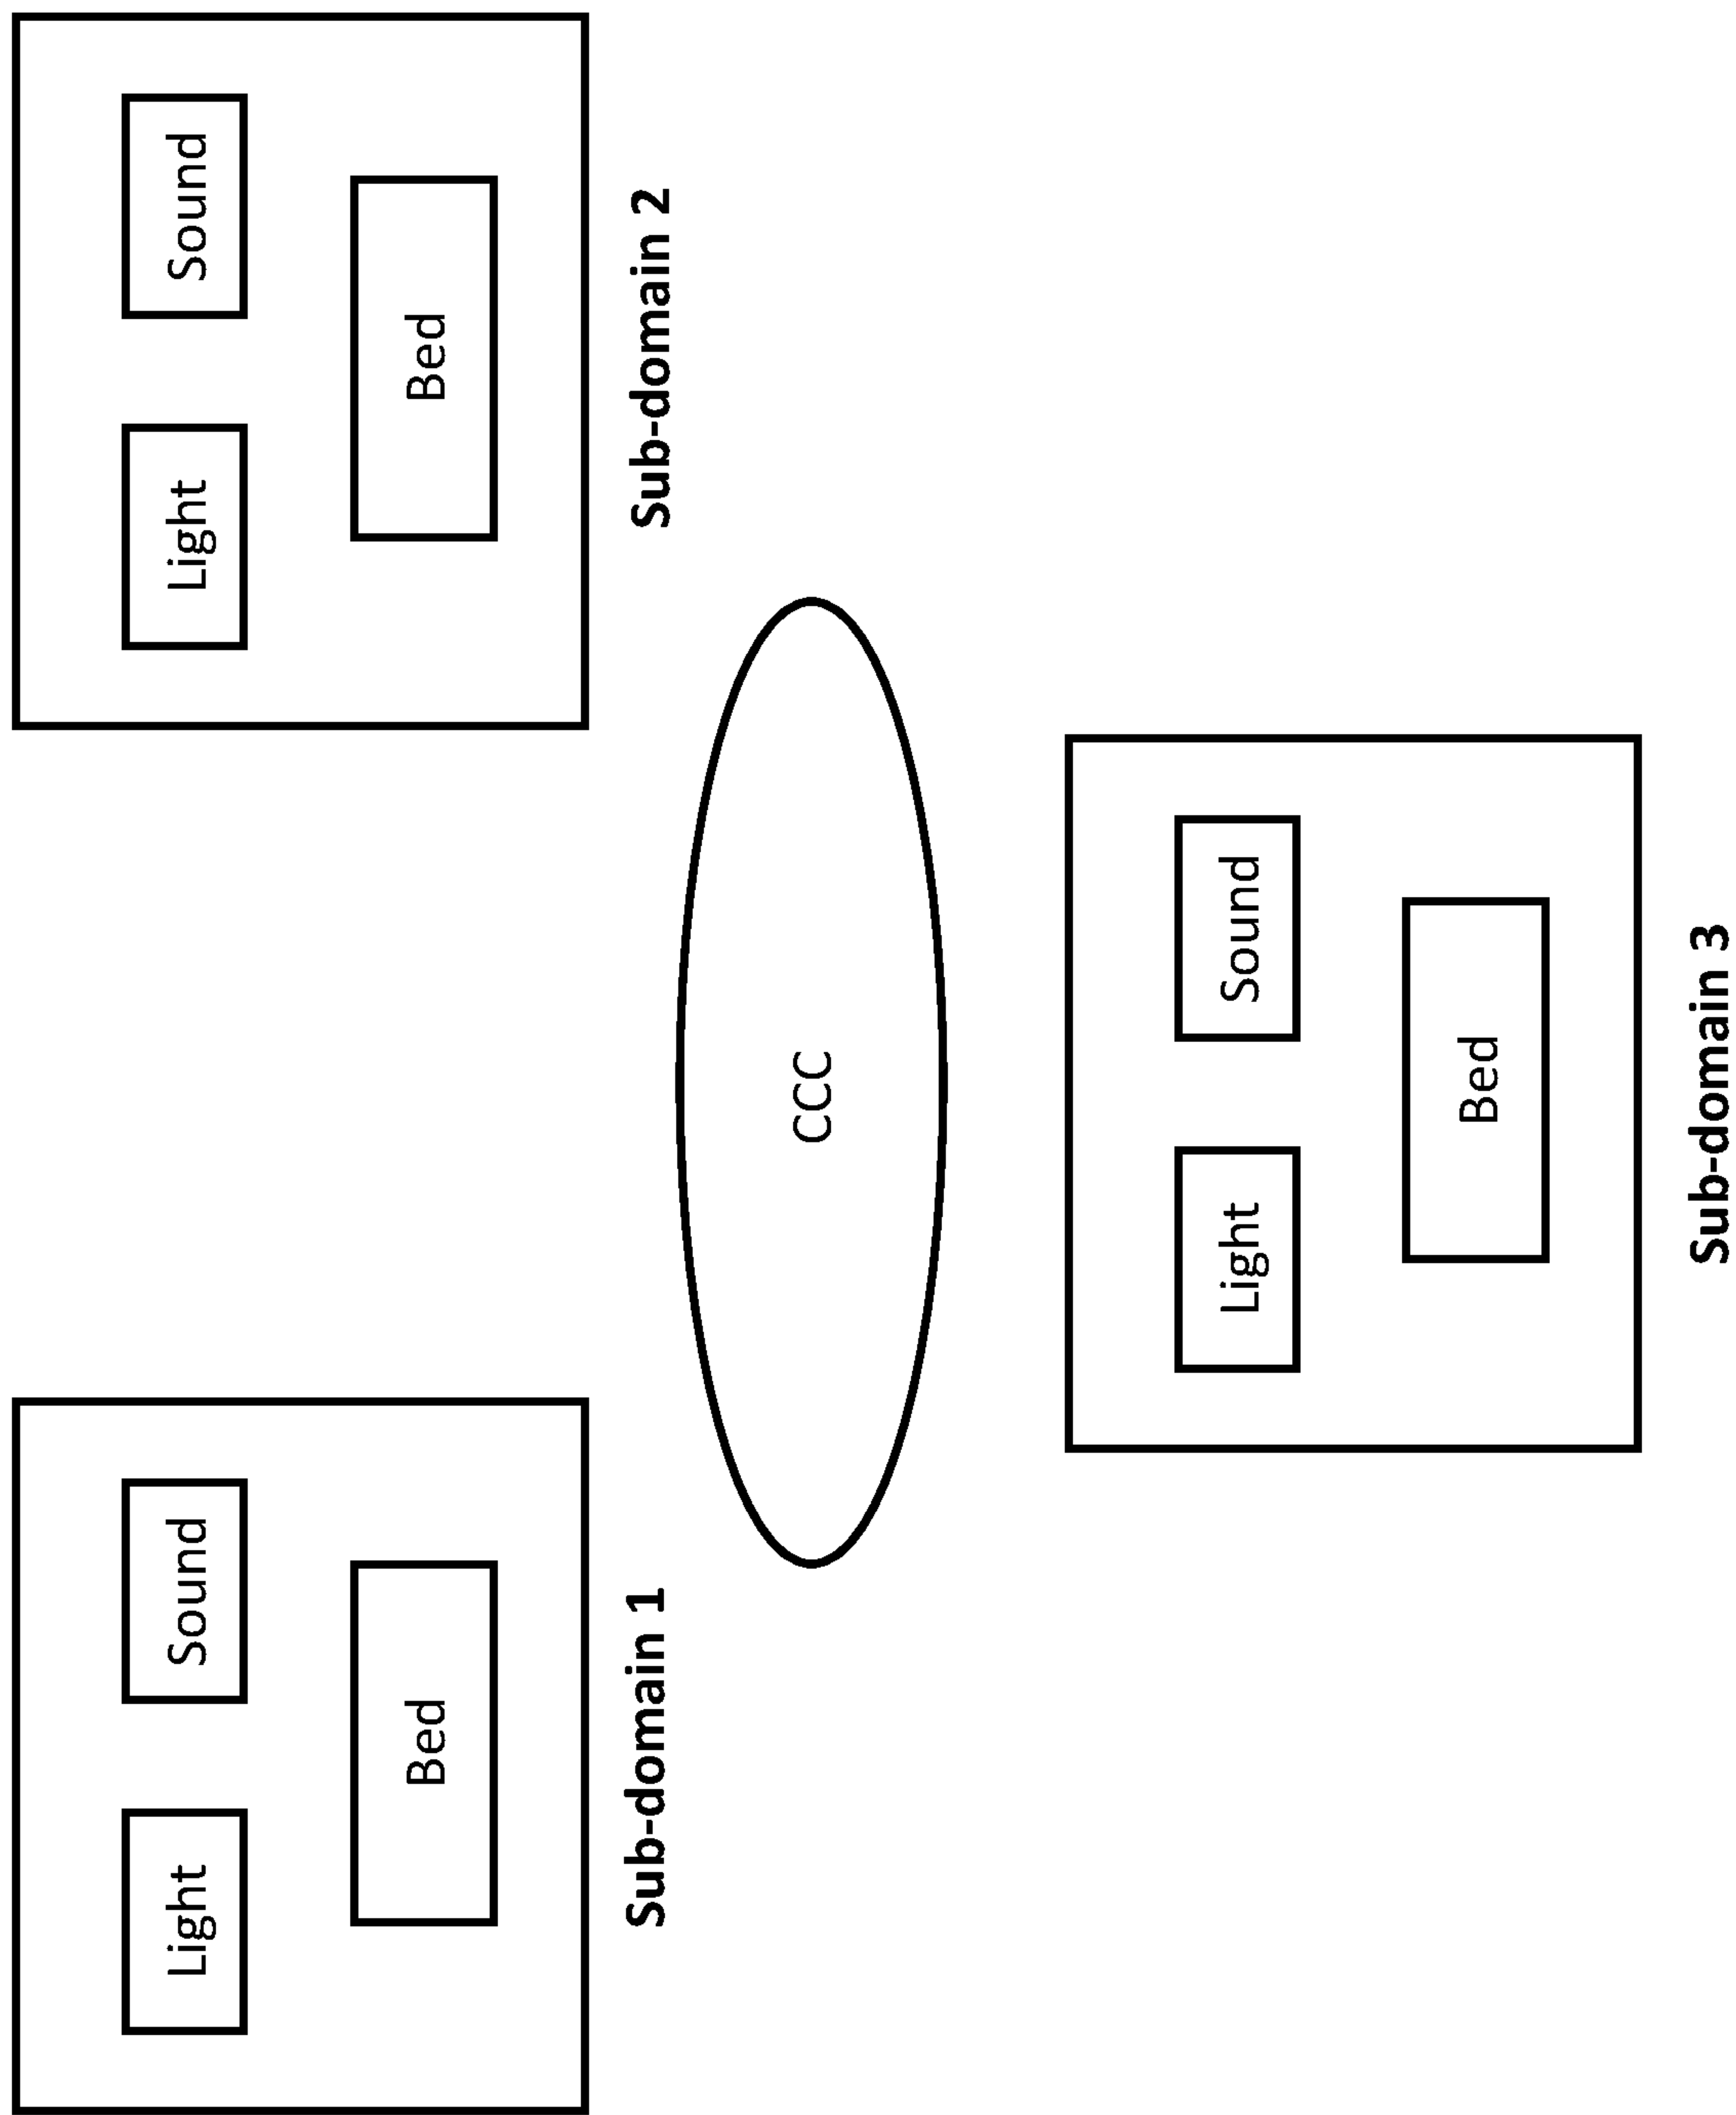 Light
Sound
Bed
Sub-domain 1
Light
Sound
Bed
Sub-domain 2
CCC
Light
Sound
Bed
Sub-domain 3